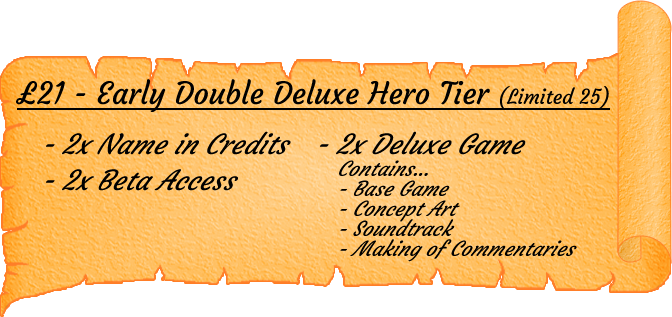 £21 - Early Double Deluxe Hero Tier (Limited 25)
- 2x Name in Credits
- 2x Beta Access
- 2x Deluxe Game
Contains...
- Base Game
- Concept Art
- Soundtrack
- Making of Commentaries